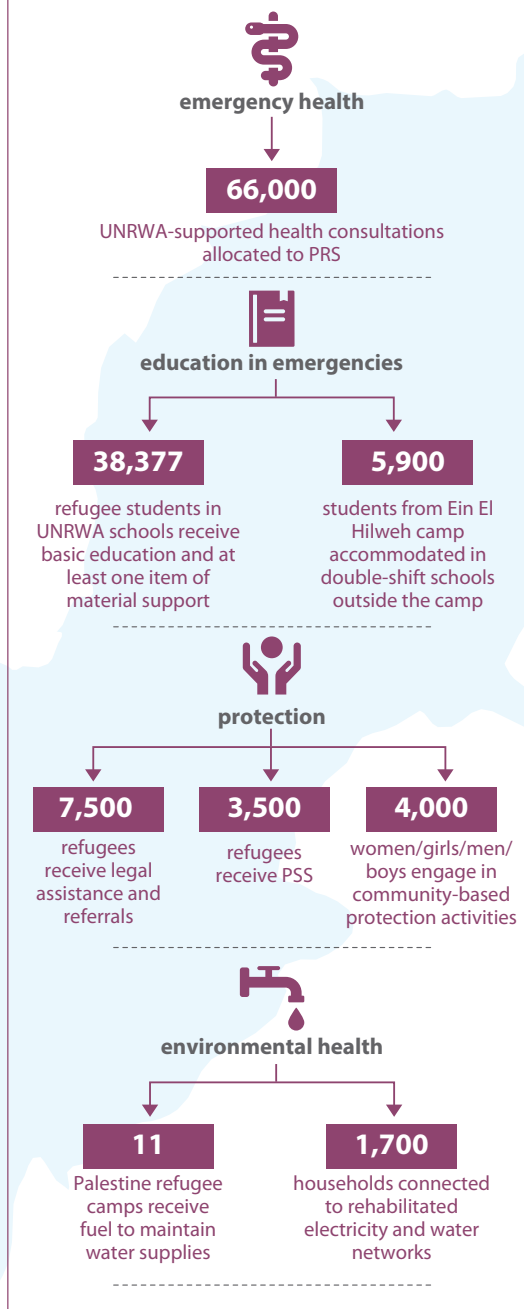 emergency health
66,000
UNRWA-supported health consultations
allocated to PRS
education in emergencies
38,377
refugee students in
UNRWA schools receive
basic education and at
least one item of
material support
5,900
students from Ein El
Hilweh camp
accommodated in
double-shift schools
outside the camp
protection
7,500
refugees
receive legal
assistance and
referrals
3,500
refugees
receive PSS
4,000
women/girls/men/
boys engage in
community-based
protection activities
environmental health
11
Palestine refugee
camps receive
fuel to maintain
water supplies
1,700
households connected
to rehabilitated
electricity and water
networks